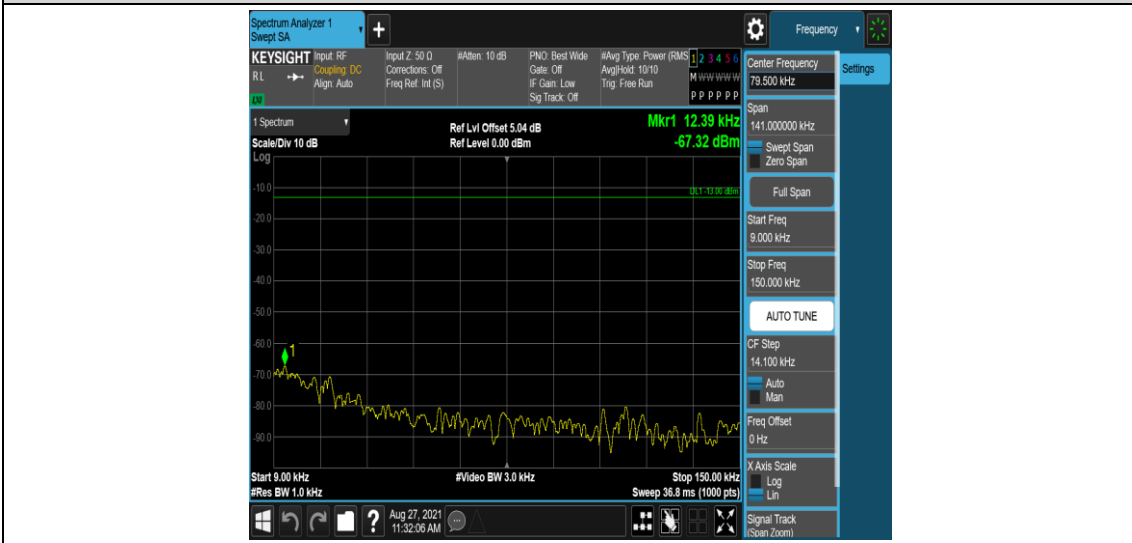 Spectrum Analyzer 1
Swept SA
+
Frequency
KEYSIGHT
R L
LXI
Input: RF
Coupling: DC
Align: Auto
Input Z: 50 Ω
Corrections: Off
Freq Ref: Int (S)
#Atten: 10 dB
PNO: Best Wide
Gate: Off
IF Gain: Low
Sig Track: Off
#Avg Type: Power (RMS
Avg|Hold: 10/10
Trig: Free Run
1 2 3 4 5 6
M W W W W W
P P P P P P
1 Spectrum
Scale/Div 10 dB
Log
Ref Lvl Offset 5.04 dB
Ref Level 0.00 dBm
Mkr1 12.39 kHz
-67.32 dBm
DL1 -13.00 dBm
-10.0
-20.0
-30.0
-40.0
-50.0
-60.0
1
-70.0
-80.0
-90.0
Start 9.00 kHz
#Video BW 3.0 kHz
Stop 150.00 kHz
#Res BW 1.0 kHz
Sweep 36.8 ms (1000 pts)
Center Frequency
79.500 kHz
Settings
Span
141.000000 kHz
Swept Span
Zero Span
Full Span
Start Freq
9.000 kHz
Stop Freq
150.000 kHz
AUTO TUNE
CF Step
14.100 kHz
Auto
Man
Freq Offset
0 Hz
X Axis Scale
Log
Lin
Signal Track
(Span Zoom)
?
Aug 27, 2021
11:32:06 AM